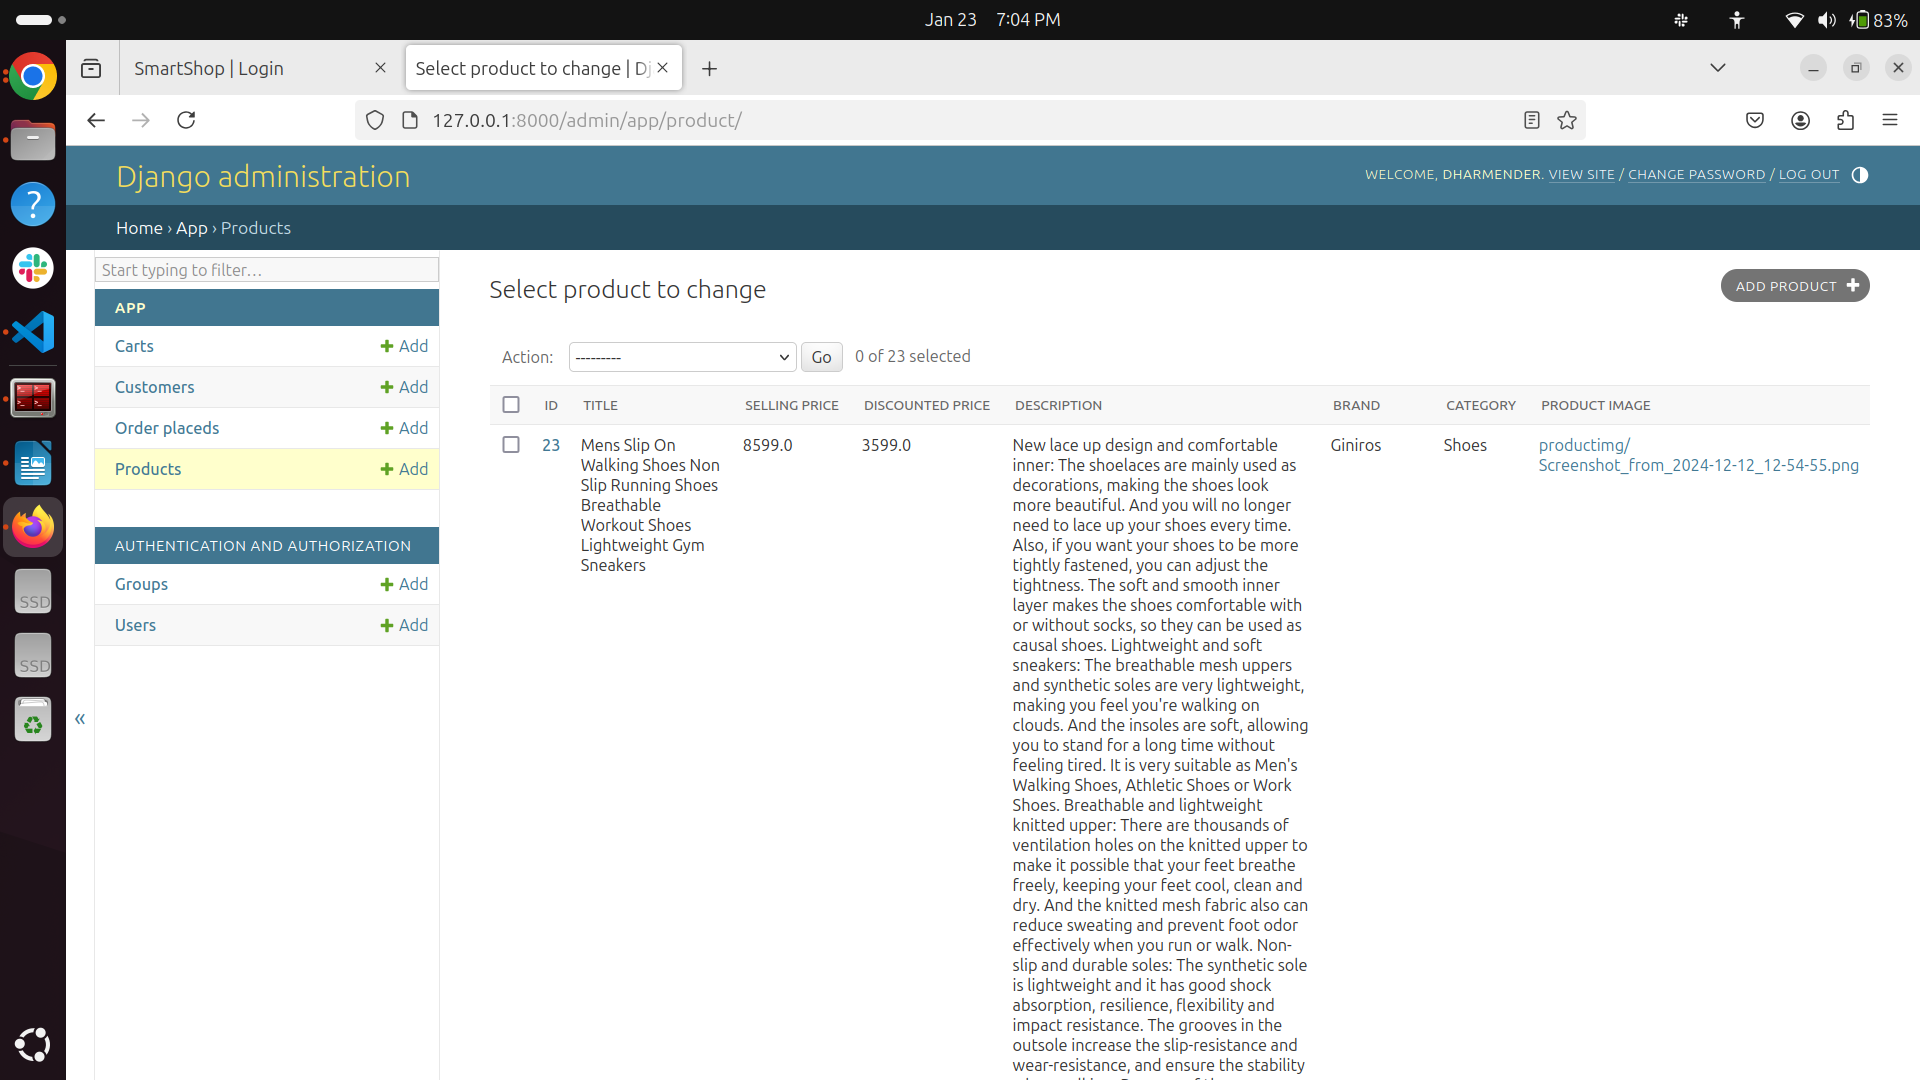 Jan 23 7:04 PM
83%
SmartShop | Login
Select product to change | Dj
127.0.0.1:8000/admin/app/product/
Django administration
WELCOME, DHARMENDER. VIEW SITE / CHANGE PASSWORD / LOG OUT
Home › App › Products
Start typing to filter…
APP
Carts Add
Customers Add
Order placeds Add
Products Add
AUTHENTICATION AND AUTHORIZATION
Groups Add
Users Add
«
SSD
SSD
Select product to change
ADD PRODUCT
Action: --------- Go 0 of 23 selected
ID TITLE SELLING PRICE DISCOUNTED PRICE DESCRIPTION BRAND CATEGORY PRODUCT IMAGE
23
Mens Slip On
Walking Shoes Non
Slip Running Shoes
Breathable
Workout Shoes
Lightweight Gym
Sneakers
8599.0
3599.0
New lace up design and comfortable
inner: The shoelaces are mainly used as
decorations, making the shoes look
more beautiful. And you will no longer
need to lace up your shoes every time.
Also, if you want your shoes to be more
tightly fastened, you can adjust the
tightness. The soft and smooth inner
layer makes the shoes comfortable with
or without socks, so they can be used as
causal shoes. Lightweight and soft
sneakers: The breathable mesh uppers
and synthetic soles are very lightweight,
making you feel you're walking on
clouds. And the insoles are soft, allowing
you to stand for a long time without
feeling tired. It is very suitable as Men's
Walking Shoes, Athletic Shoes or Work
Shoes. Breathable and lightweight
knitted upper: There are thousands of
ventilation holes on the knitted upper to
make it possible that your feet breathe
freely, keeping your feet cool, clean and
dry. And the knitted mesh fabric also can
reduce sweating and prevent foot odor
effectively when you run or walk. Non-
slip and durable soles: The synthetic sole
is lightweight and it has good shock
absorption, resilience, flexibility and
impact resistance. The grooves in the
outsole increase the slip-resistance and
wear-resistance, and ensure the stability
Giniros
Shoes
productimg/
Screenshot_from_2024-12-12_12-54-55.png